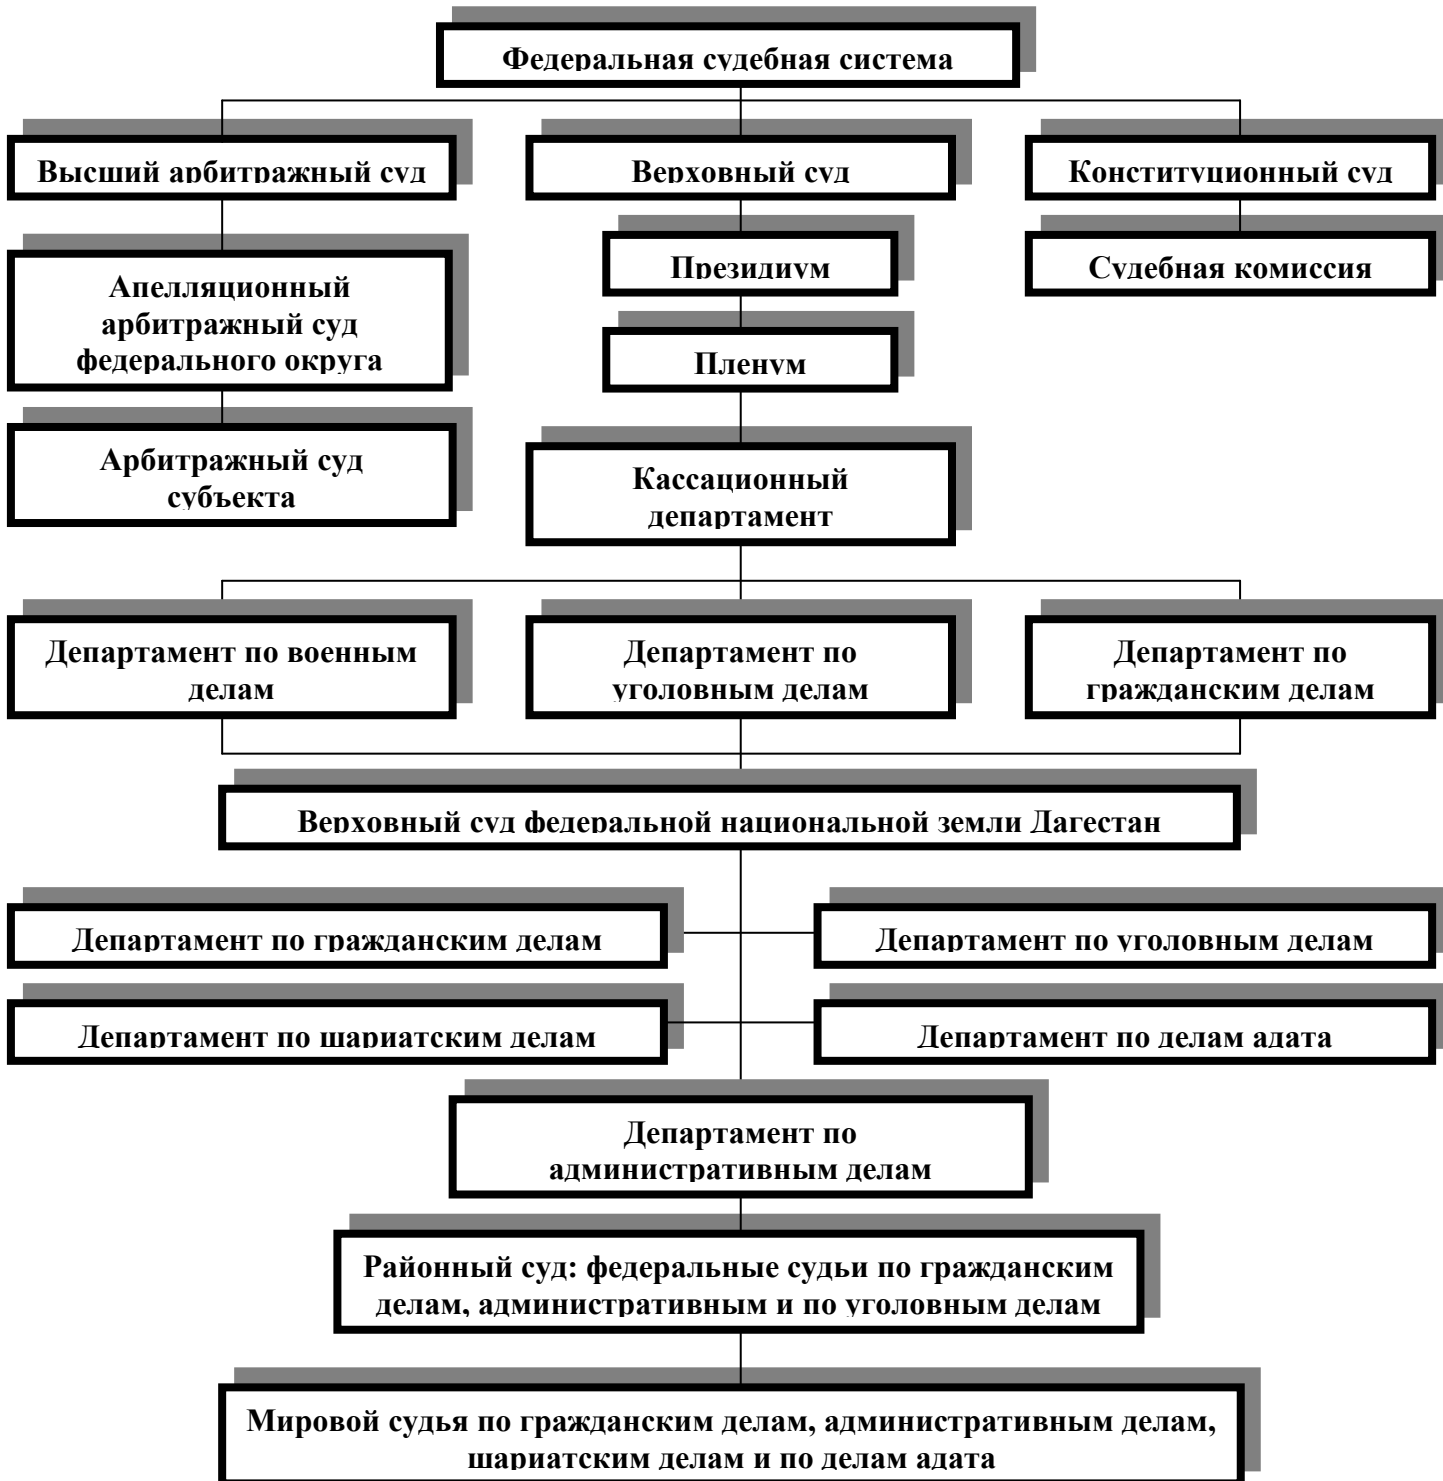 Федеральная судебная система
Высший арбитражный суд
Верховный суд
Конституционный суд
Президиум
Судебная комиссия
Апелляционный
арбитражный суд
федерального округа
Пленум
Арбитражный суд
субъекта
Кассационный
департамент
Департамент по военным
делам
Департамент по
уголовным делам
Департамент по
гражданским делам
Верховный суд федеральной национальной земли Дагестан
Департамент по гражданским делам
Департамент по уголовным делам
Департамент по шариатским делам
Департамент по делам адата
Департамент по
административным делам
Районный суд: федеральные судьи по гражданским
делам, административным и по уголовным делам
Мировой судья по гражданским делам, административным делам,
шариатским делам и по делам адата